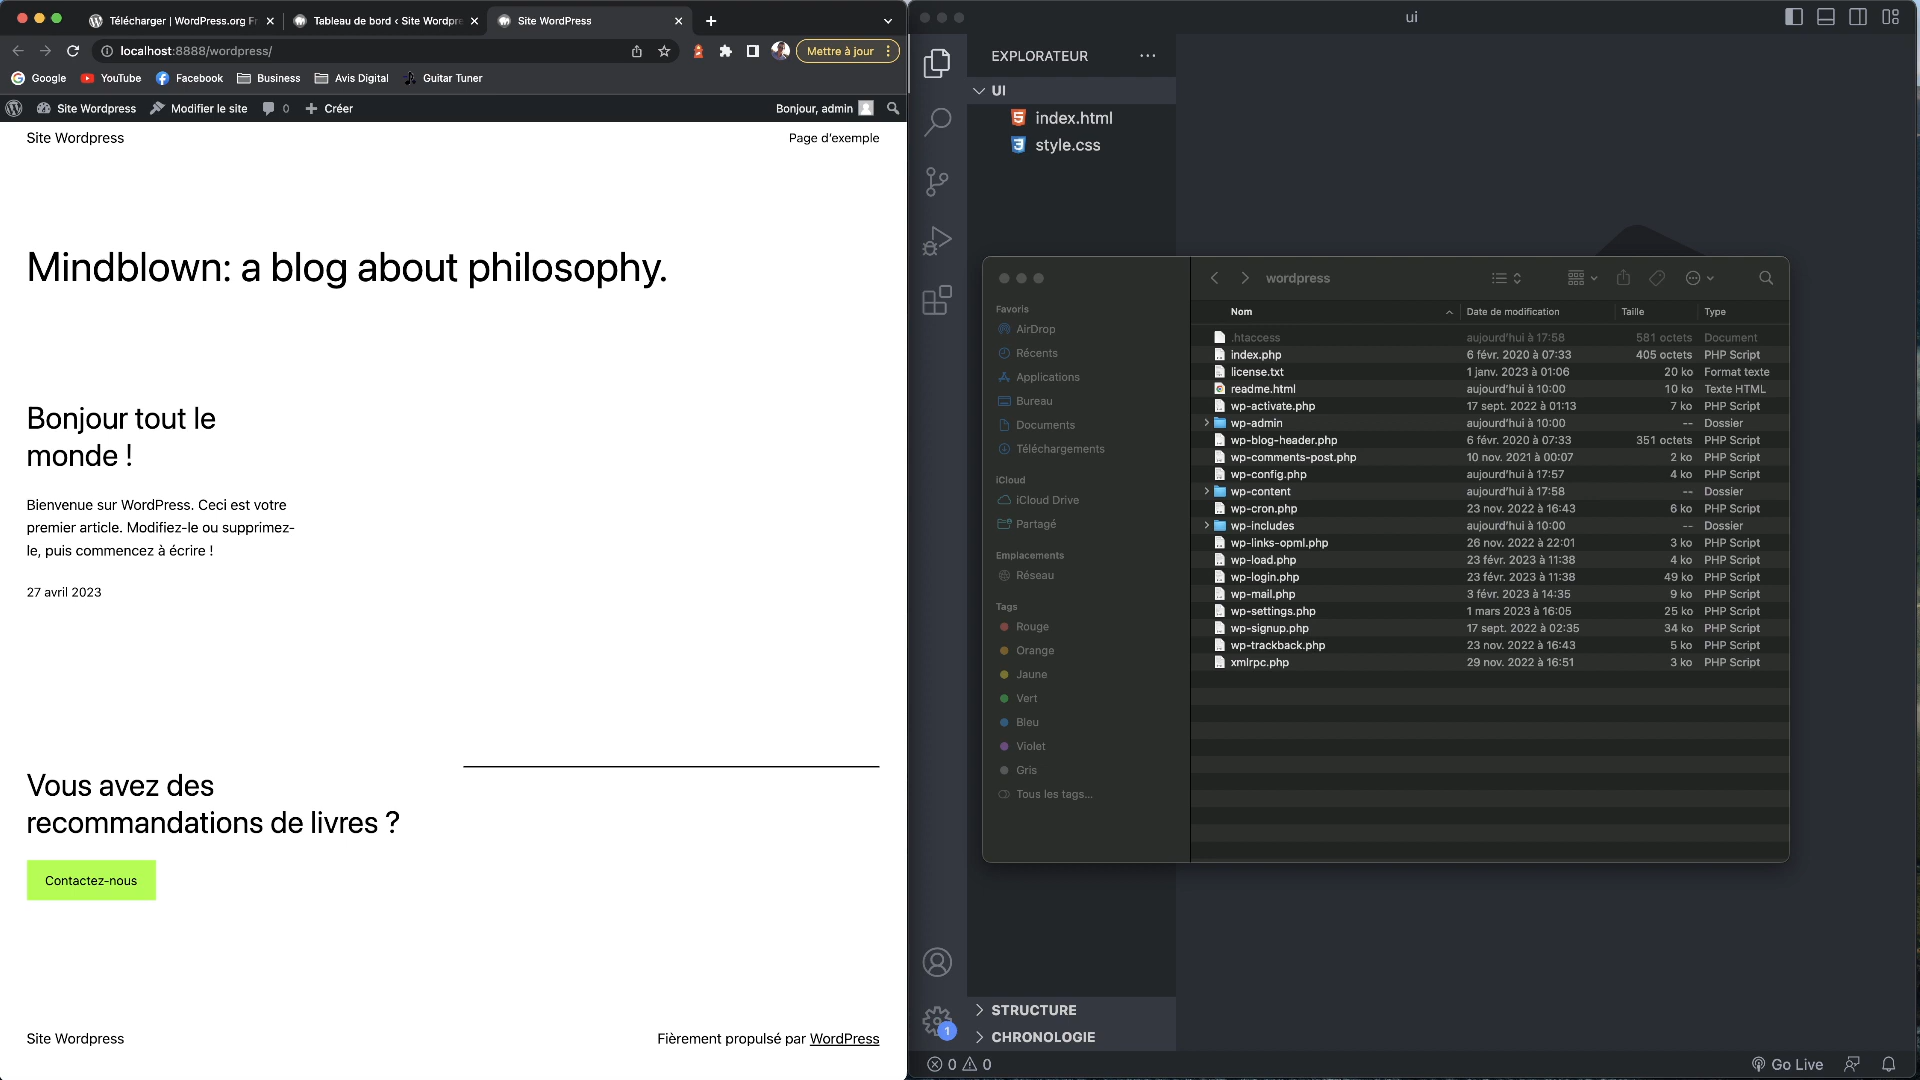 Télécharger | WordPress.org Fr
Tableau de bord ‹ Site Wordpre
Site WordPress
localhost:8888/wordpress/
Mettre à jour
Google
YouTube
Facebook
Business
Avis Digital
Guitar Tuner
Site Wordpress
Modifier le site
0
Créer
Bonjour, admin
Site Wordpress
Page d'exemple
Mindblown: a blog about philosophy.
Bonjour tout le
monde !
Bienvenue sur WordPress. Ceci est votre
premier article. Modifiez-le ou supprimez-
le, puis commencez à écrire !
27 avril 2023
Vous avez des
recommandations de livres ?
Contactez-nous
Site Wordpress
Fièrement propulsé par WordPress
ui
EXPLORATEUR
UI
index.html
style.css
wordpress
Favoris
AirDrop
Récents
Applications
Bureau
Documents
Téléchargements
iCloud
iCloud Drive
Partagé
Emplacements
Réseau
Tags
Rouge
Orange
Jaune
Vert
Bleu
Violet
Gris
Tous les tags...
Nom Date de modification Taille Type
.htaccess aujourd'hui à 17:58 581 octets Document
index.php 6 févr. 2020 à 07:33 405 octets PHP Script
license.txt 1 janv. 2023 à 01:06 20 ko Format texte
readme.html aujourd'hui à 10:00 10 ko Texte HTML
wp-activate.php 17 sept. 2022 à 01:13 7 ko PHP Script
wp-admin aujourd'hui à 10:00 -- Dossier
wp-blog-header.php 6 févr. 2020 à 07:33 351 octets PHP Script
wp-comments-post.php 10 nov. 2021 à 00:07 2 ko PHP Script
wp-config.php aujourd'hui à 17:57 4 ko PHP Script
wp-content aujourd'hui à 17:58 -- Dossier
wp-cron.php 23 nov. 2022 à 16:43 6 ko PHP Script
wp-includes aujourd'hui à 10:00 -- Dossier
wp-links-opml.php 26 nov. 2022 à 22:01 3 ko PHP Script
wp-load.php 23 févr. 2023 à 11:38 4 ko PHP Script
wp-login.php 23 févr. 2023 à 11:38 49 ko PHP Script
wp-mail.php 3 févr. 2023 à 14:35 9 ko PHP Script
wp-settings.php 1 mars 2023 à 16:05 25 ko PHP Script
wp-signup.php 17 sept. 2022 à 02:35 34 ko PHP Script
wp-trackback.php 23 nov. 2022 à 16:43 5 ko PHP Script
xmlrpc.php 29 nov. 2022 à 16:51 3 ko PHP Script
STRUCTURE
CHRONOLOGIE
1
0 0
Go Live